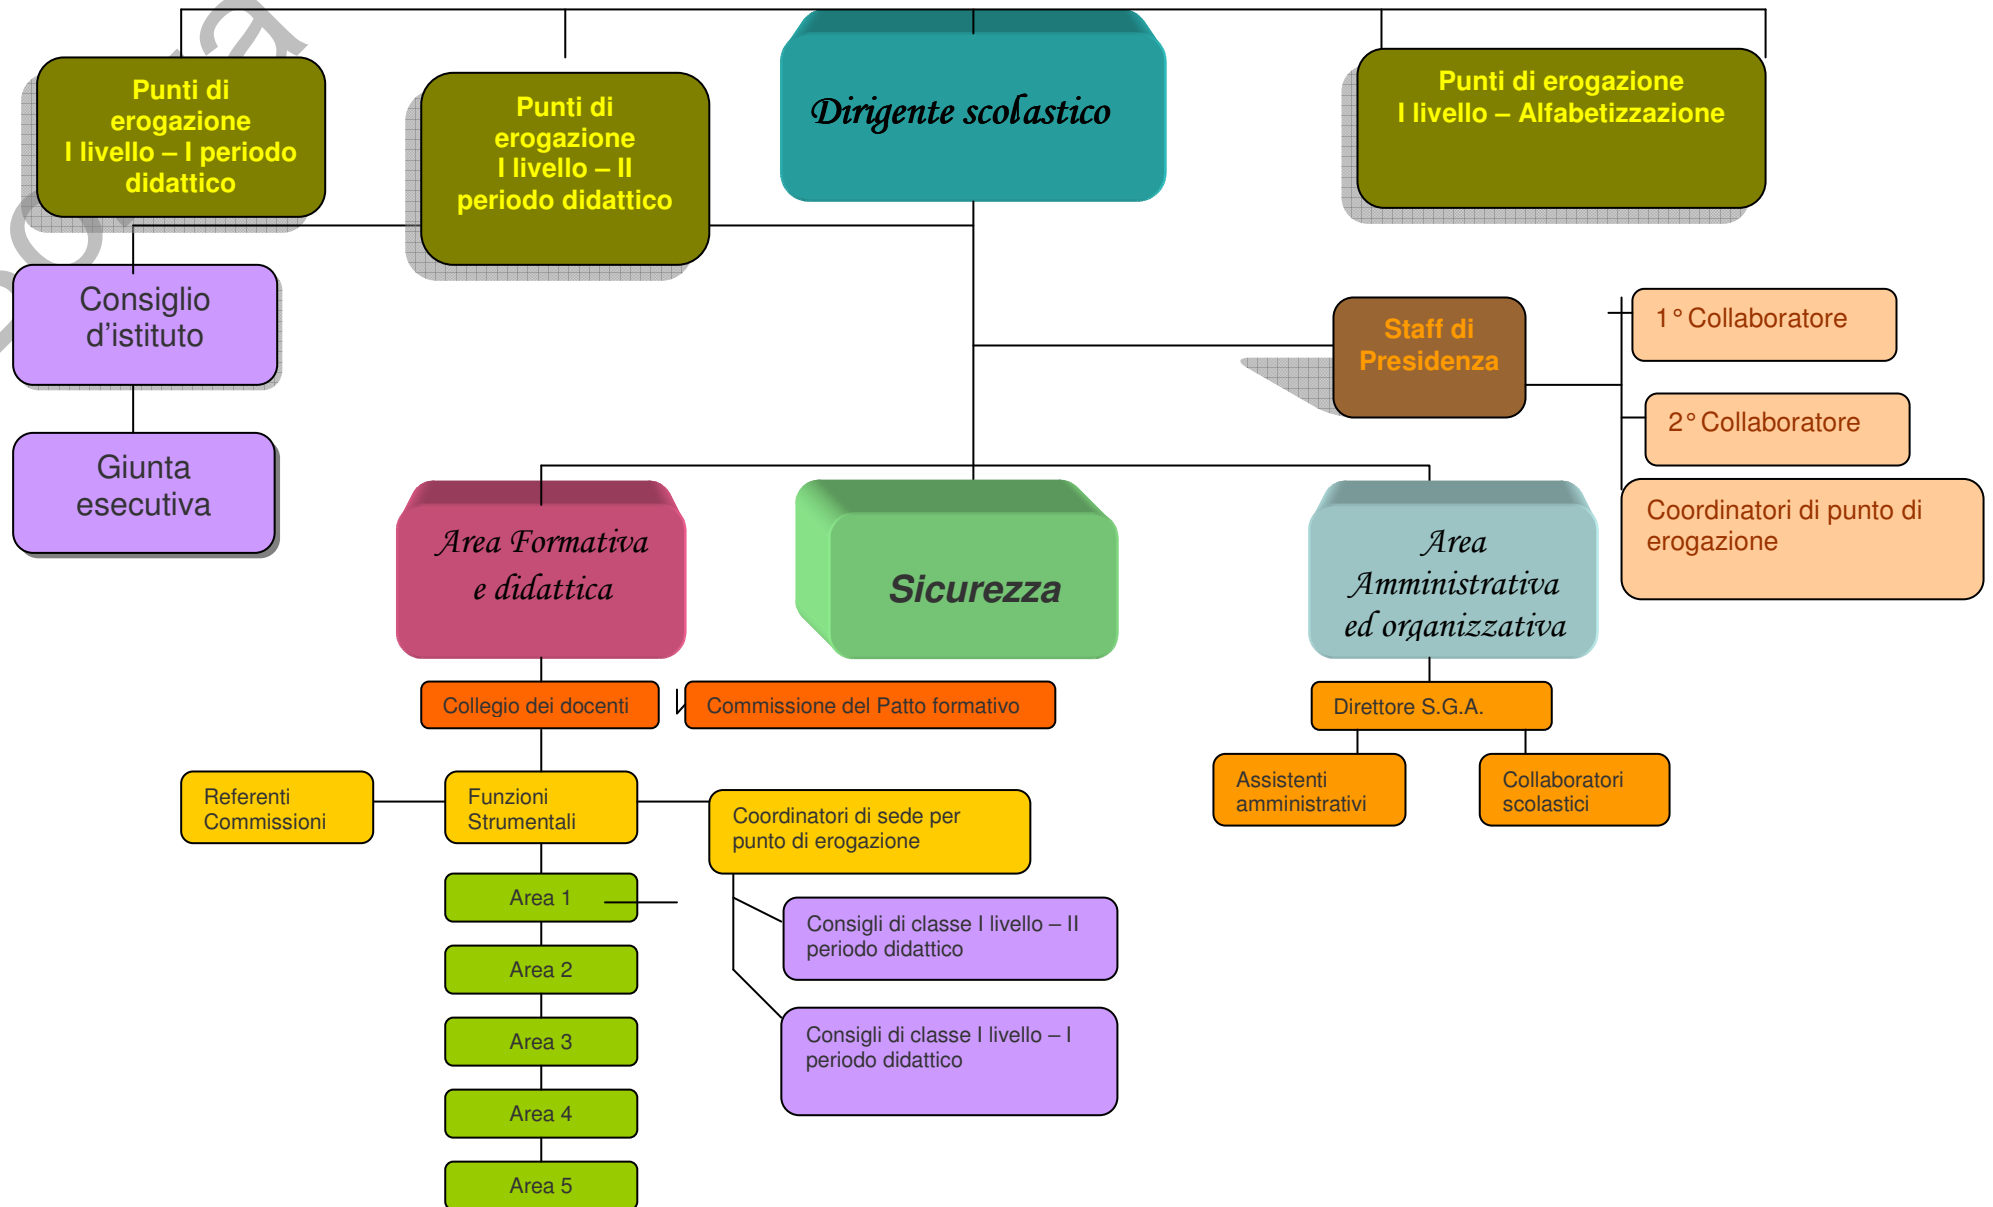 Punti di
erogazione
I livello – I periodo
didattico
Punti di
erogazione
I livello – II
periodo didattico
Dirigente scolastico
Punti di erogazione
I livello – Alfabetizzazione
Consiglio
d'istituto
Giunta
esecutiva
Staff di
Presidenza
1° Collaboratore
2° Collaboratore
Coordinatori di punto di
erogazione
Area Formativa
e didattica
Sicurezza
Area
Amministrativa
ed organizzativa
Collegio dei docenti
Commissione del Patto formativo
Direttore S.G.A.
Assistenti
amministrativi
Collaboratori
scolastici
Referenti
Commissioni
Funzioni
Strumentali
Coordinatori di sede per
punto di erogazione
Area 1
Area 2
Area 3
Area 4
Area 5
Consigli di classe I livello – II
periodo didattico
Consigli di classe I livello – I
periodo didattico